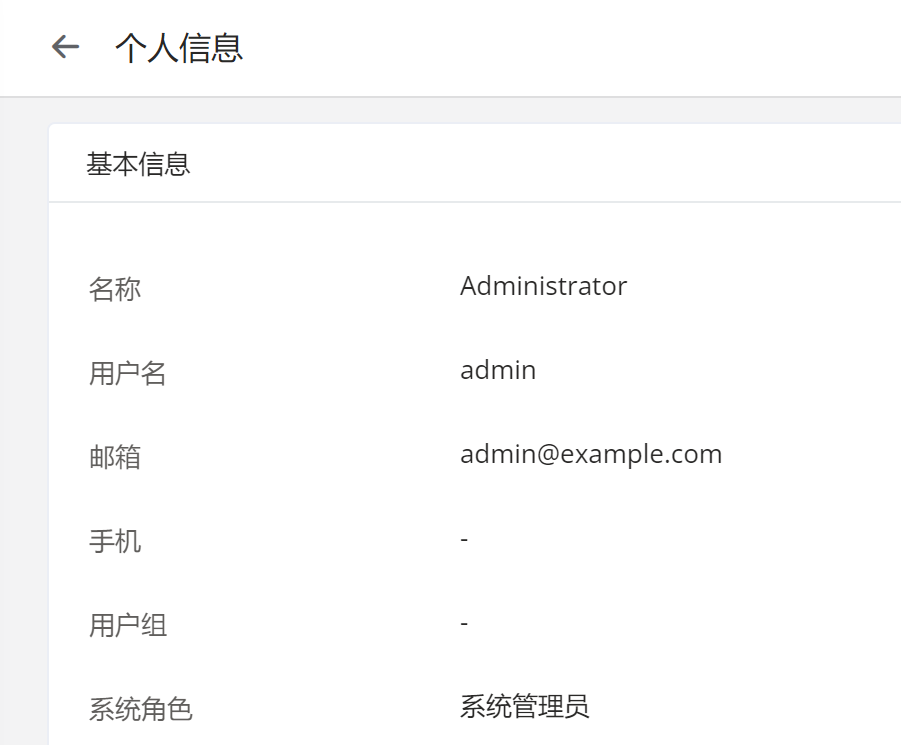 个人信息
基本信息
名称 Administrator
用户名 admin
邮箱 admin@example.com
手机 -
用户组 -
系统角色 系统管理员